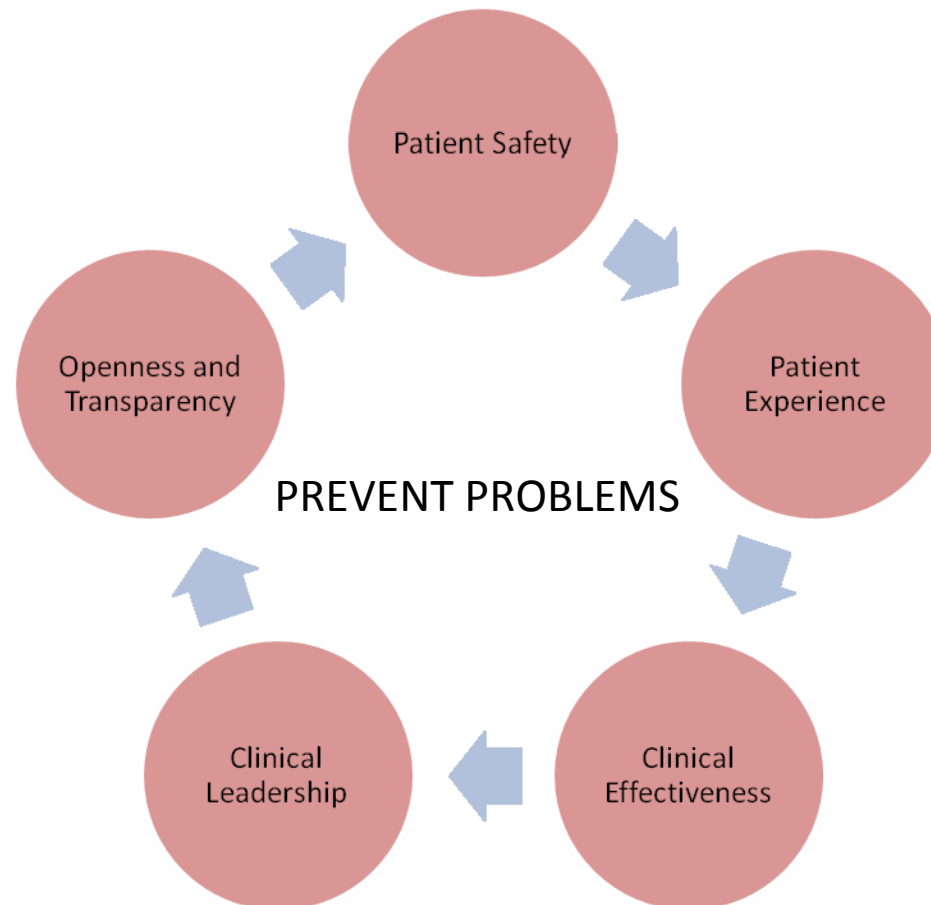 Patient Safety
Patient
Experience
Clinical
Effectiveness
Clinical
Leadership
Openness and
Transparency
PREVENT PROBLEMS